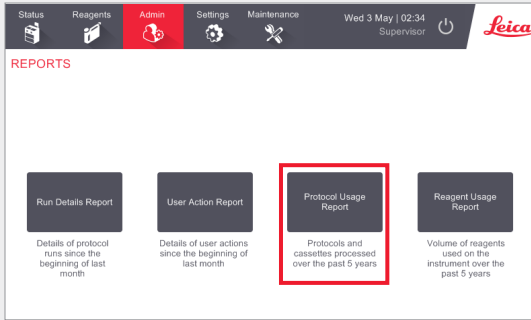 Status Reagents Admin Settings Maintenance
Wed 3 May | 02:34
Supervisor
Leica
REPORTS
Run Details Report
Details of protocol
runs since the
beginning of last
month
User Action Report
Details of user actions
since the beginning of
last month
Protocol Usage
Report
Protocols and
cassettes processed
over the past 5 years
Reagent Usage
Report
Volume of reagents
used on the
instrument over the
past 5 years